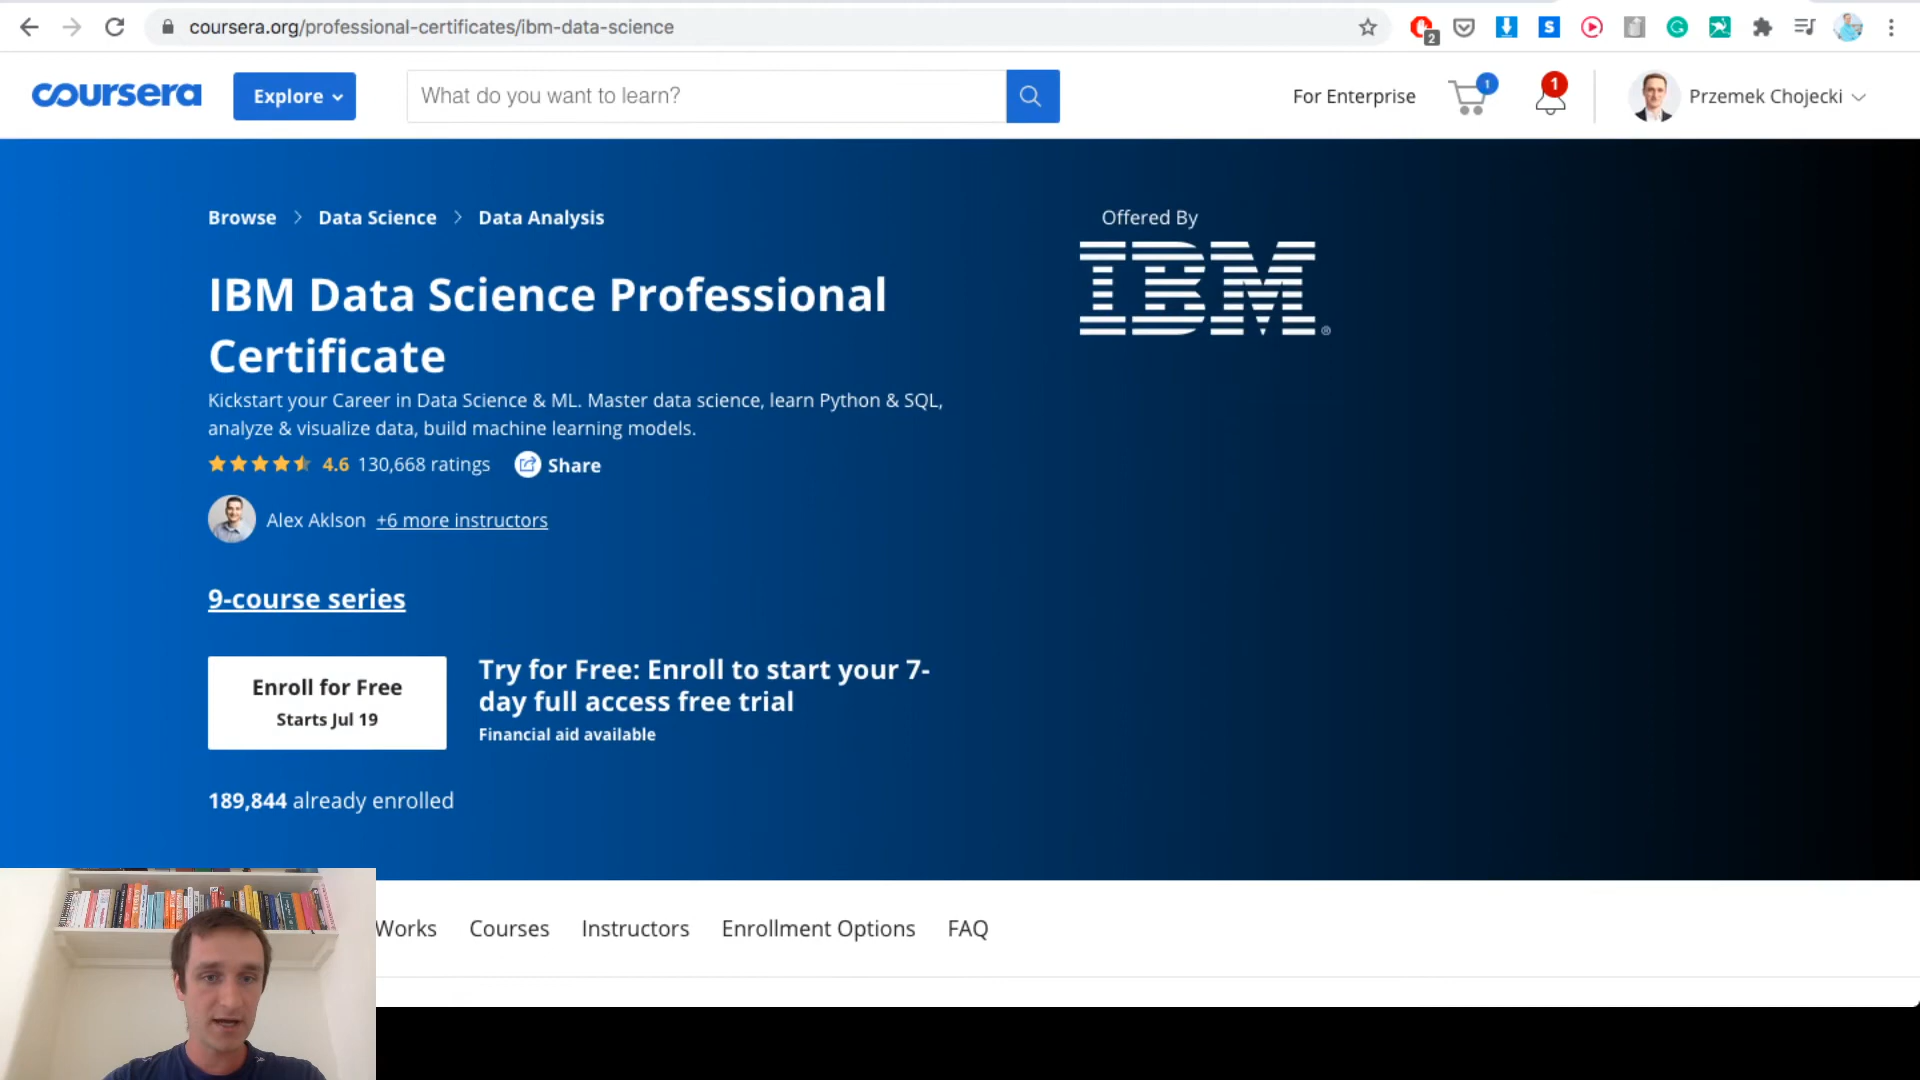 coursera.org/professional-certificates/ibm-data-science
2
S
coursera
Explore
What do you want to learn?
For Enterprise
1
1
Przemek Chojecki
Browse > Data Science > Data Analysis
Offered By
IBM®
IBM Data Science Professional
Certificate
Kickstart your Career in Data Science & ML. Master data science, learn Python & SQL,
analyze & visualize data, build machine learning models.
4.6 130,668 ratings
Share
Alex Aklson +6 more instructors
9-course series
Enroll for Free
Starts Jul 19
Try for Free: Enroll to start your 7-
day full access free trial
Financial aid available
189,844 already enrolled
Works
Courses
Instructors
Enrollment Options
FAQ